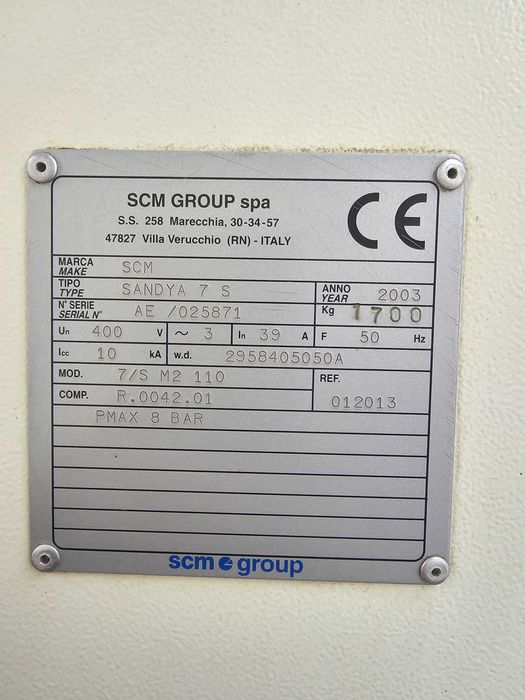 SCM GROUP spa
S.S. 258 Marecchia, 30-34-57
47827 Villa Verucchio (RN) - ITALY
CE
MARCA MAKE SCM
TIPO TYPE SANDYA 7 S ANNO YEAR 2003
N° SERIE SERIAL N° AE /025871 Kg 1700
Un 400 V ~ 3 In 39 A F 50 Hz
Icc 10 kA w.d. 2958405050A
MOD. 7/S M2 110 REF.
COMP. R.0042.01 012013
PMAX 8 BAR
scm group